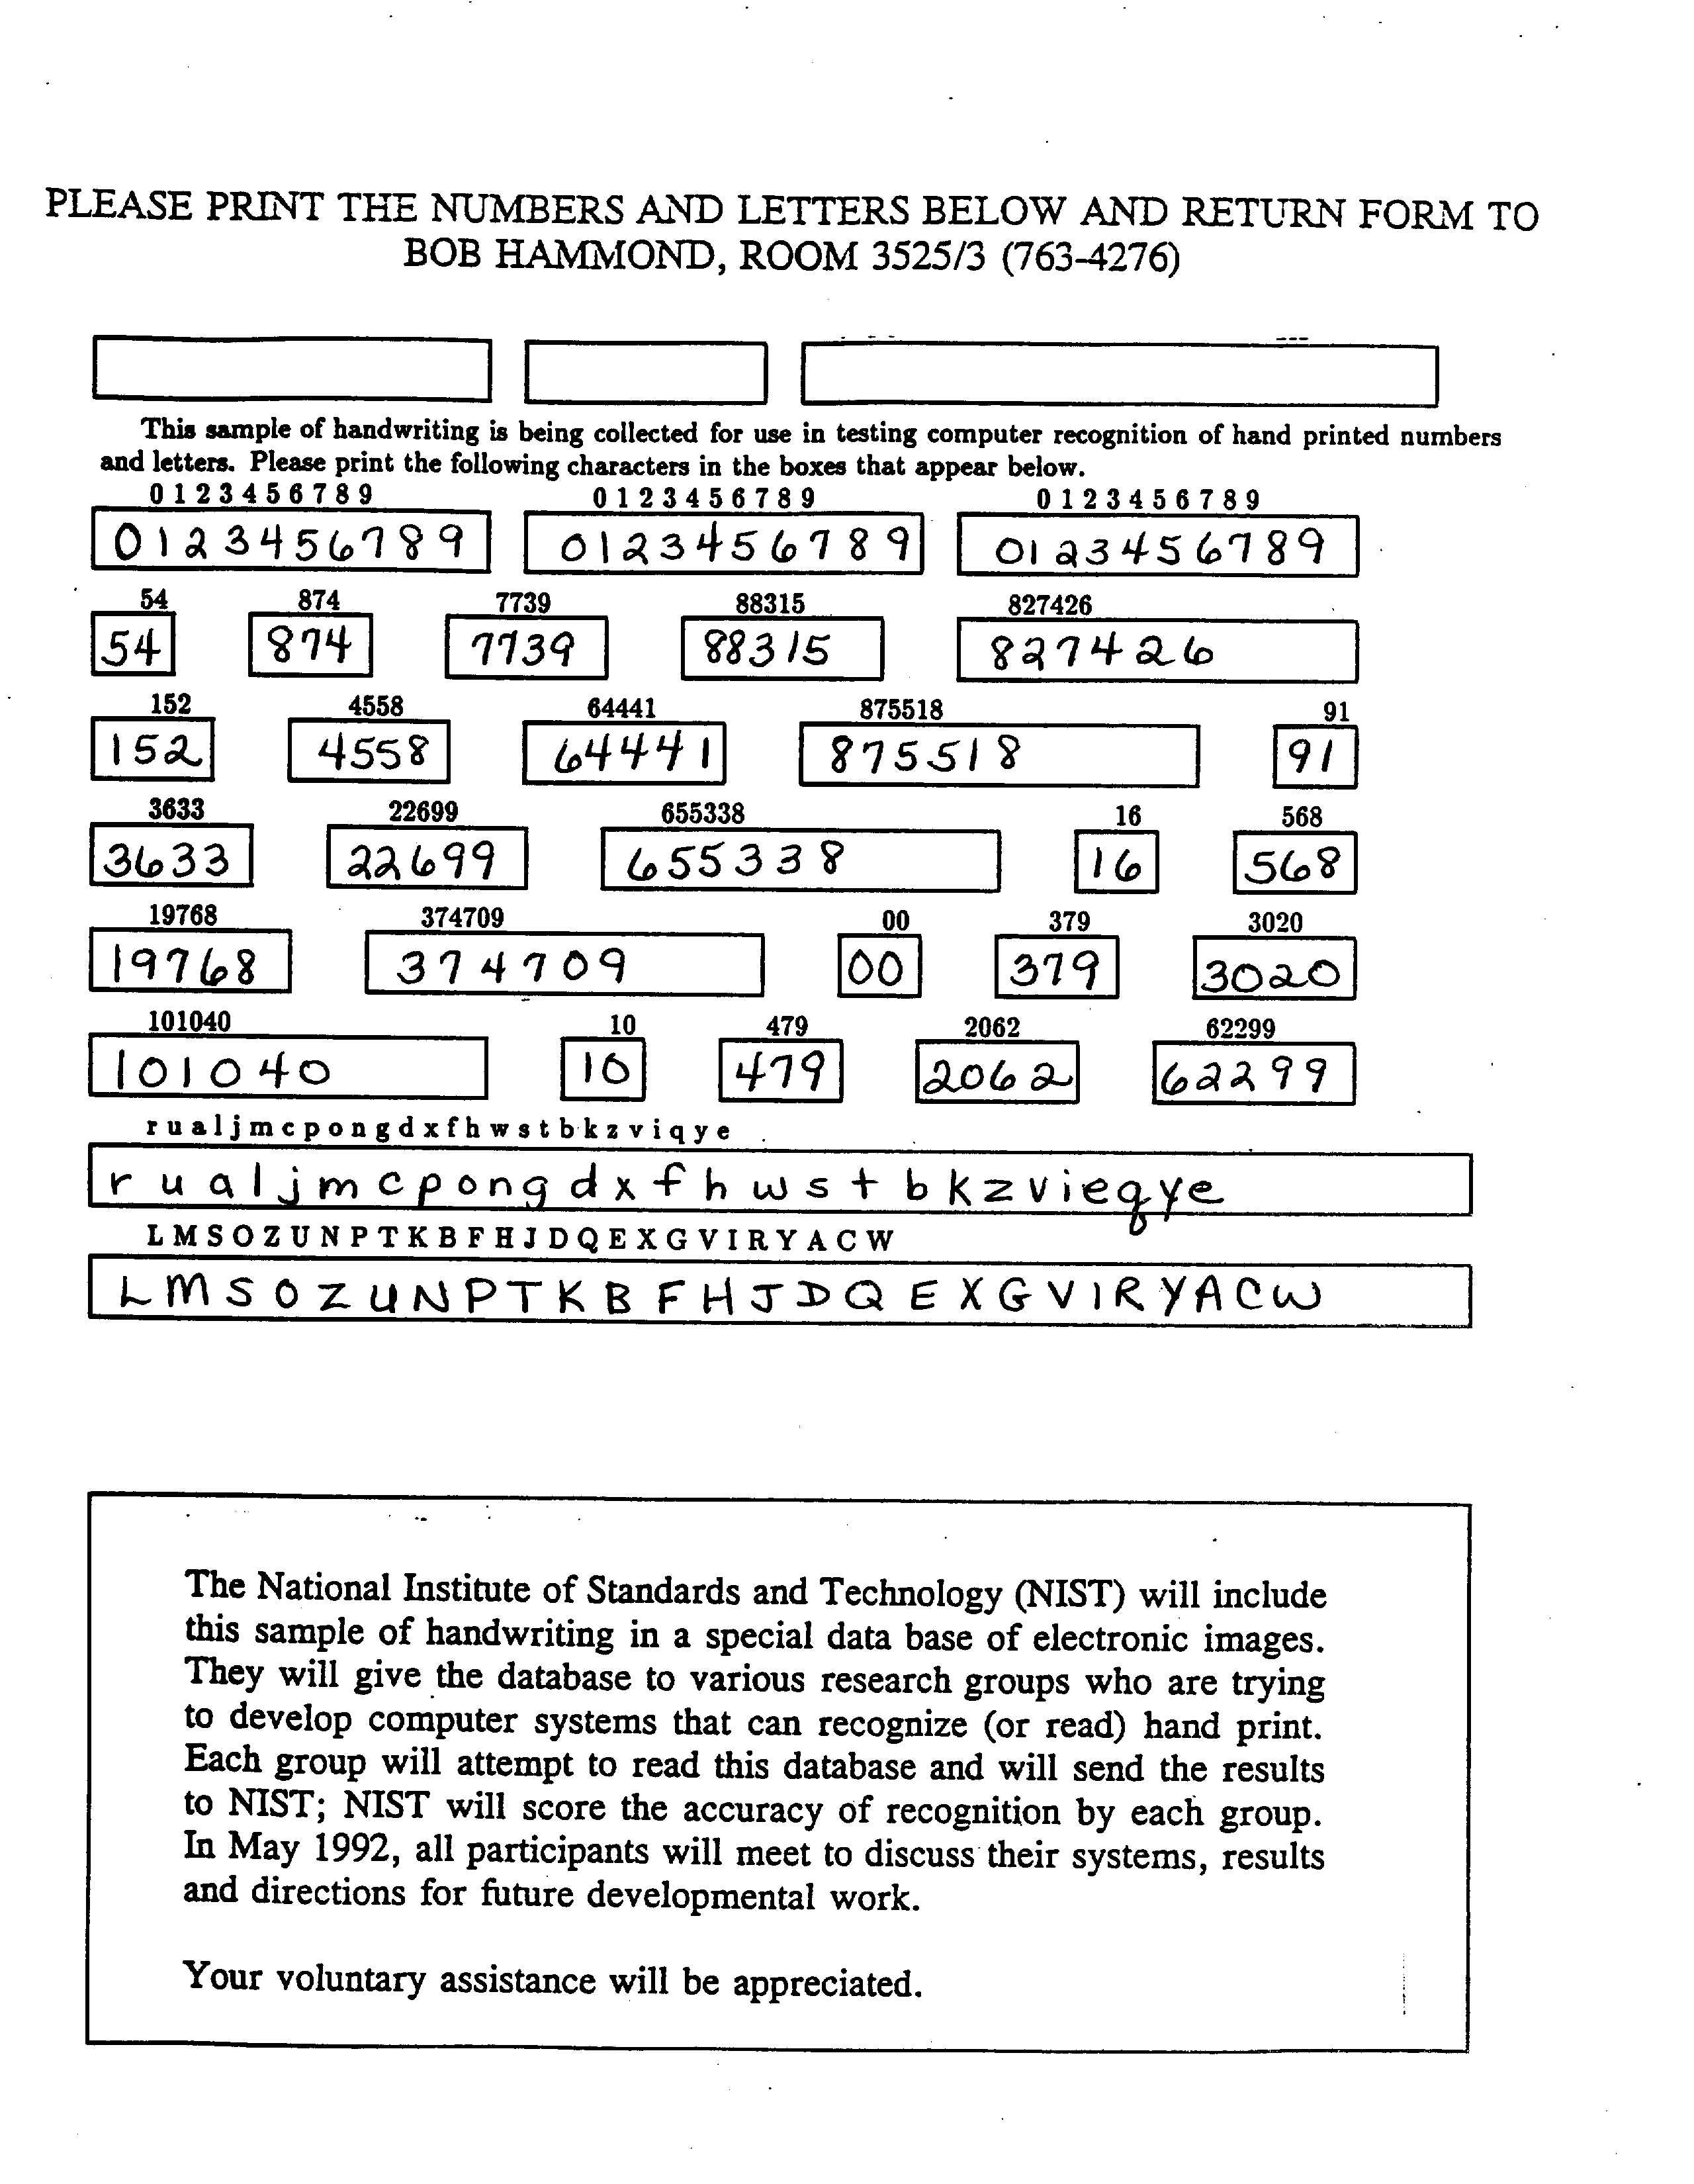 PLEASE PRINT THE NUMBERS AND LETTERS BELOW AND RETURN FORM TO
BOB HAMMOND, ROOM 3525/3 (763-4276)
This sample of handwriting is being collected for use in testing computer recognition of hand printed numbers
and letters. Please print the following characters in the boxes that appear below.
0 1 2 3 4 5 6 7 8 9 0 1 2 3 4 5 6 7 8 9 0 1 2 3 4 5 6 7 8 9
0123456789 0123456789 0123456789
54 874 7739 88315 827426
54 874 7739 88315 827426
152 4558 64441 875518 91
152 4558 64441 875518 91
3633 22699 655338 16 568
3633 22699 655338 16 568
19768 374709 00 379 3020
19768 374709 00 379 3020
101040 10 479 2062 62299
101040 10 479 2062 62299
r u a l j m c p o n g d x f h w s t b k z v i q y e
r u a l j m c p o n g d x f h w s t b k z v i e q y e
L M S O Z U N P T K B F H J D Q E X G V I R Y A C W
L M S O Z U N P T K B F H J D Q E X G V I R Y A C W
The National Institute of Standards and Technology (NIST) will include
this sample of handwriting in a special data base of electronic images.
They will give the database to various research groups who are trying
to develop computer systems that can recognize (or read) hand print.
Each group will attempt to read this database and will send the results
to NIST; NIST will score the accuracy of recognition by each group.
In May 1992, all participants will meet to discuss their systems, results
and directions for future developmental work.
Your voluntary assistance will be appreciated.